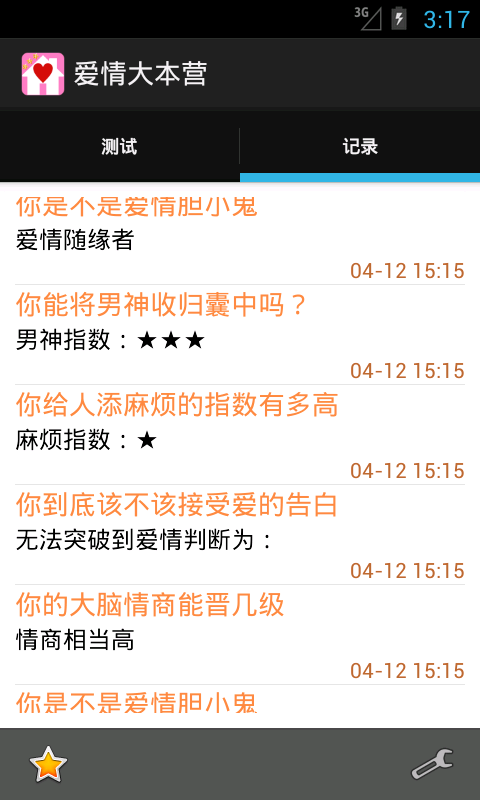 3G 3:17
爱情大本营
测试 记录
你是不是爱情胆小鬼
爱情随缘者
04-12 15:15
你能将男神收归囊中吗？
男神指数：★★★
04-12 15:15
你给人添麻烦的指数有多高
麻烦指数：★
04-12 15:15
你到底该不该接受爱的告白
无法突破到爱情判断为：
04-12 15:15
你的大脑情商能晋几级
情商相当高
04-12 15:15
你是不是爱情胆小鬼